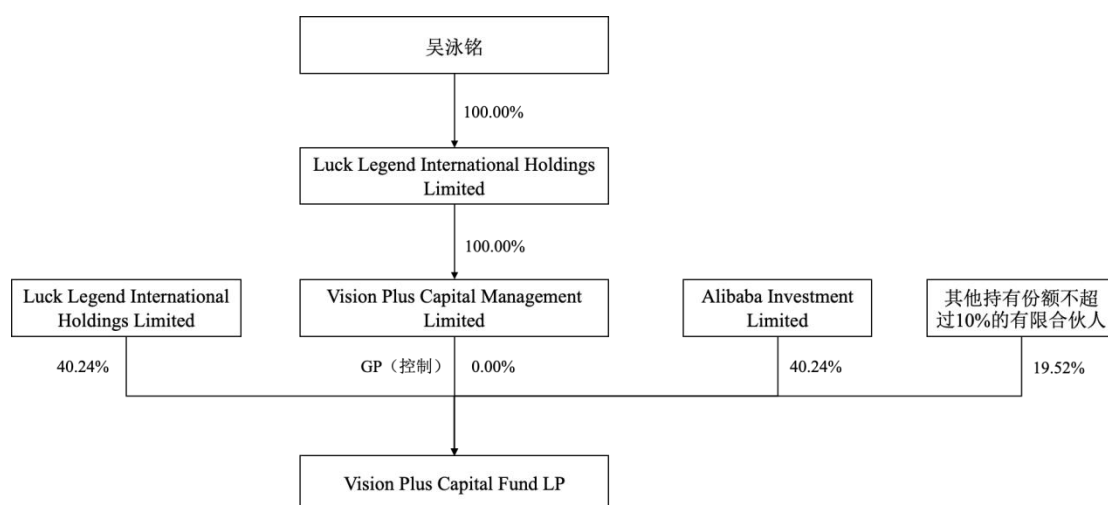 吴泳铭
100.00%
Luck Legend International Holdings
Limited
100.00%
Luck Legend International
Holdings Limited
Vision Plus Capital Management
Limited
Alibaba Investment
Limited
其他持有份额不超
过10%的有限合伙人
40.24%
GP（控制）
0.00%
40.24%
19.52%
Vision Plus Capital Fund LP